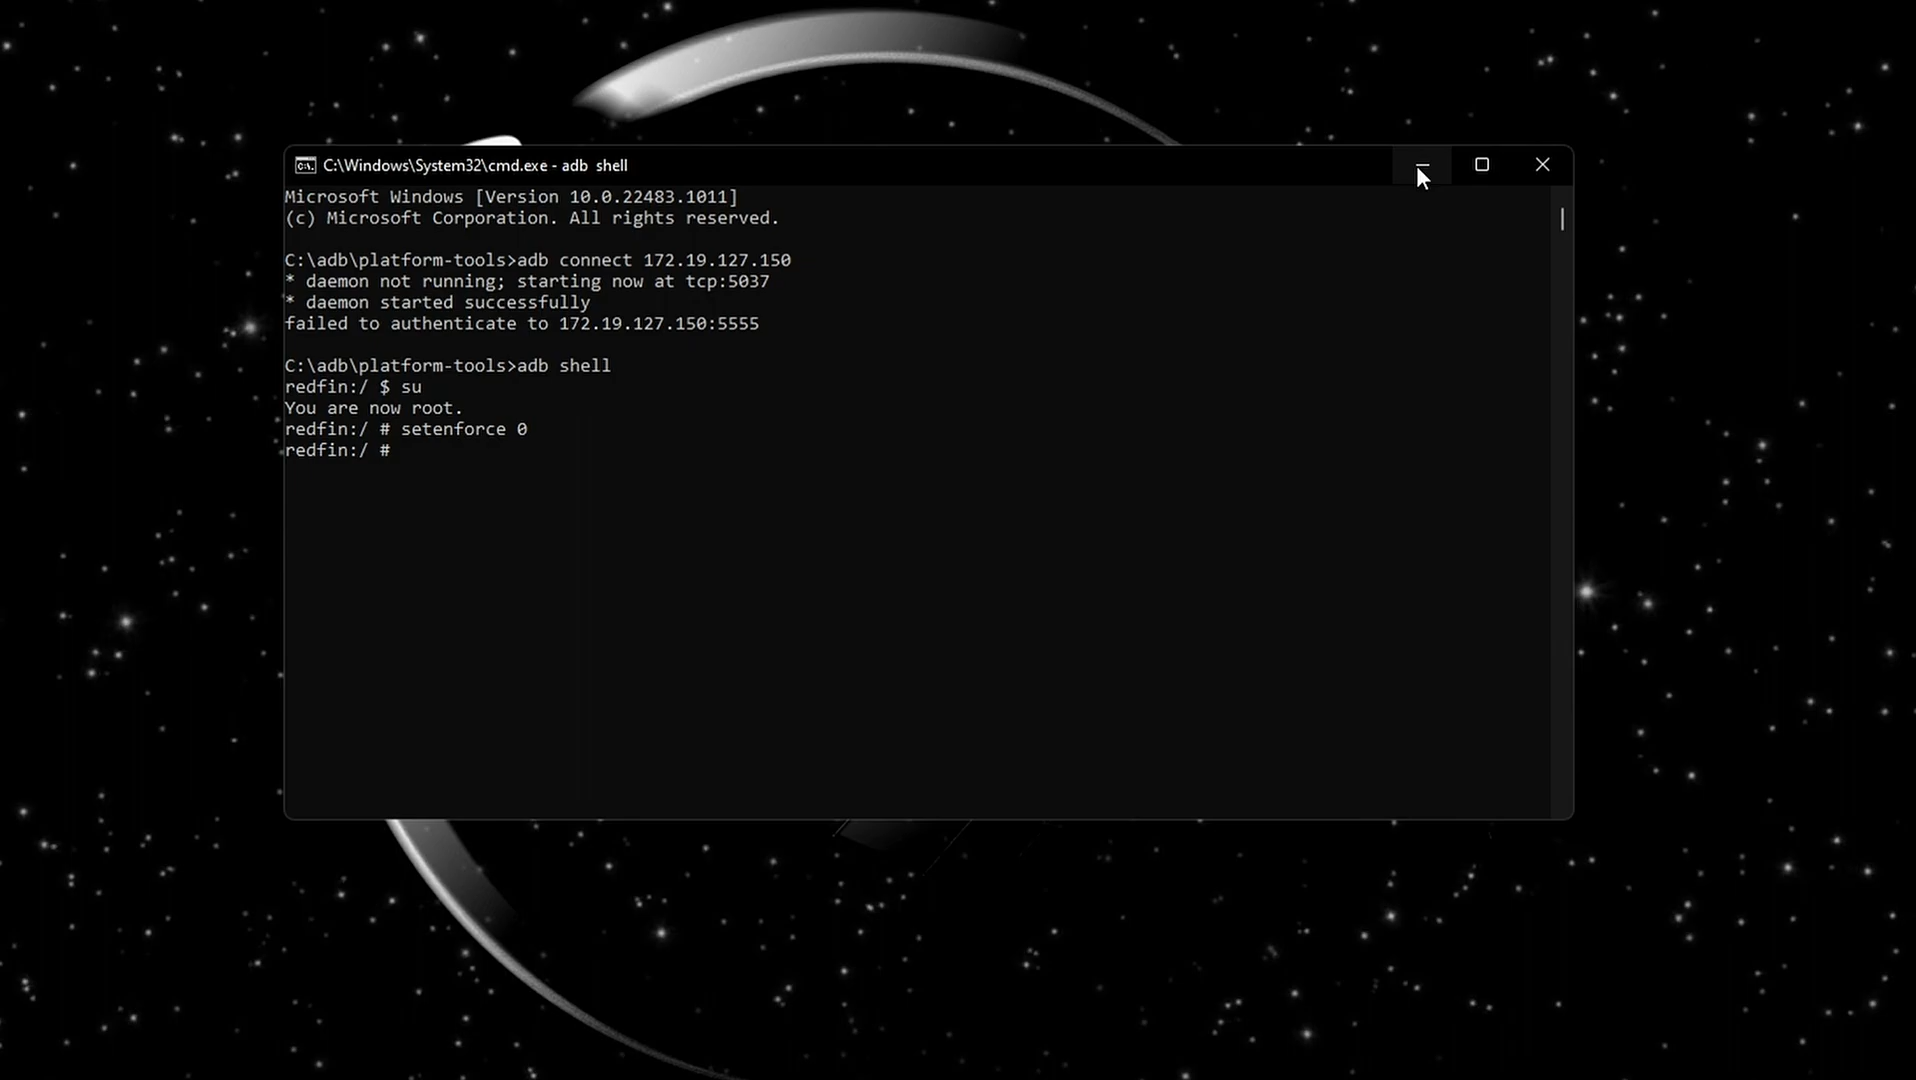 C:\Windows\System32\cmd.exe - adb  shell
Microsoft Windows [Version 10.0.22483.1011]
(c) Microsoft Corporation. All rights reserved.
C:\adb\platform-tools>adb connect 172.19.127.150
* daemon not running; starting now at tcp:5037
* daemon started successfully
failed to authenticate to 172.19.127.150:5555
C:\adb\platform-tools>adb shell
redfin:/ $ su
You are now root.
redfin:/ # setenforce 0
redfin:/ #